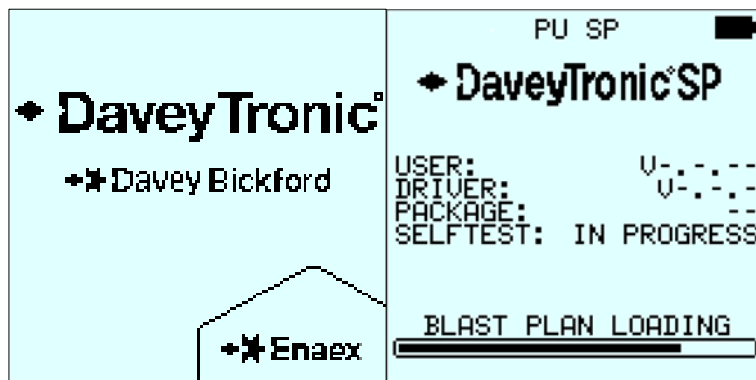 DaveyTronic®
Davey Bickford
Enaex
PU SP
DaveyTronic®SP
USER: V-.-.--
DRIVER: V-.-.-
PACKAGE: --
SELFTEST: IN PROGRESS
BLAST PLAN LOADING